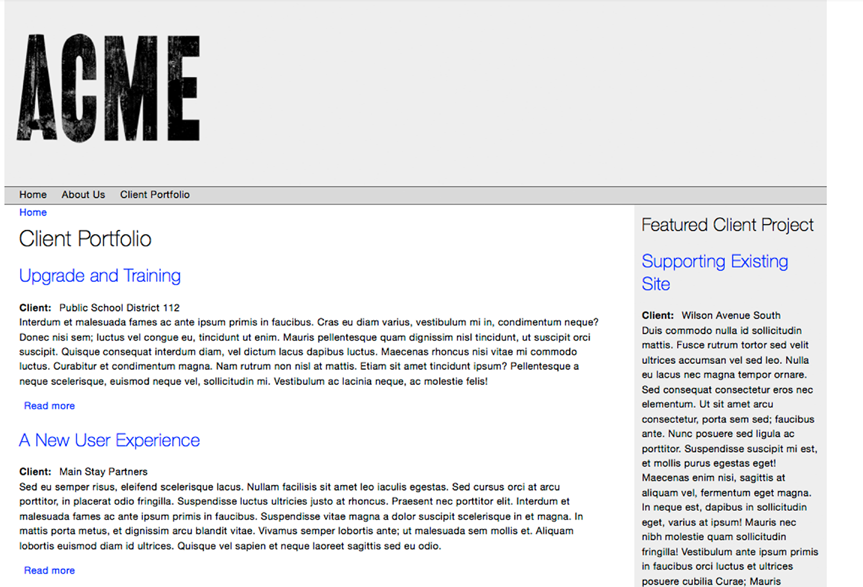 ACME
Home About Us Client Portfolio
Home
Client Portfolio
Upgrade and Training
Client: Public School District 112
Interdum et malesuada fames ac ante ipsum primis in faucibus. Cras eu diam varius, vestibulum mi in, condimentum neque?
Donec nisi sem; luctus vel congue eu, tincidunt ut enim. Mauris pellentesque quam dignissim nisl tincidunt, ut suscipit orci
suscipit. Quisque consequat interdum diam, vel dictum lacus dapibus luctus. Maecenas rhoncus nisi vitae mi commodo
luctus. Curabitur et condimentum magna. Nam rutrum non nisl at mattis. Etiam sit amet tincidunt ipsum? Pellentesque a
neque scelerisque, euismod neque vel, sollicitudin mi. Vestibulum ac lacinia neque, ac molestie felis!
Read more
A New User Experience
Client: Main Stay Partners
Sed eu semper risus, eleifend scelerisque lacus. Nullam facilisis sit amet leo iaculis egestas. Sed cursus orci at arcu
porttitor, in placerat odio fringilla. Suspendisse luctus ultricies justo at rhoncus. Praesent nec porttitor elit. Interdum et
malesuada fames ac ante ipsum primis in faucibus. Suspendisse vitae magna a dolor suscipit scelerisque in et magna. In
mattis porta metus, et dignissim arcu blandit vitae. Vivamus semper lobortis ante; ut malesuada sem mollis et. Aliquam
lobortis euismod diam id ultrices. Quisque vel sapien et neque laoreet sagittis sed eu odio.
Read more
Featured Client Project
Supporting Existing
Site
Client: Wilson Avenue South
Duis commodo nulla id sollicitudin
mattis. Fusce rutrum tortor sed velit
ultrices accumsan vel sed leo. Nulla
eu lacus nec magna tempor ornare.
Sed consequat consectetur eros nec
elementum. Ut sit amet arcu
consectetur, porta sem sed; faucibus
ante. Nunc posuere sed ligula ac
porttitor. Suspendisse suscipit mi est,
et mollis purus egestas eget!
Maecenas enim nisi, sagittis at
aliquam vel, fermentum eget magna.
In neque est, dapibus in sollicitudin
eget, varius at ipsum! Mauris nec
nibh molestie quam sollicitudin
fringilla! Vestibulum ante ipsum primis
in faucibus orci luctus et ultrices
posuere cubilia Curae; Mauris